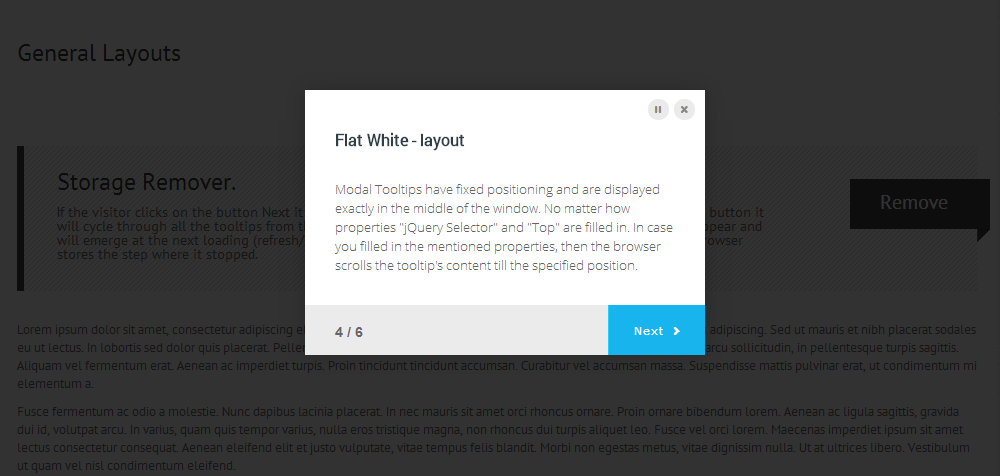 General Layouts
Flat White - layout
Storage Remover.
Remove
Modal Tooltips have fixed positioning and are displayed
exactly in the middle of the window. No matter how
properties "jQuery Selector" and "Top" are filled in. In case
you filled in the mentioned properties, then the browser
scrolls the tooltip's content till the specified position.
If the visitor clicks on the button Next it button it
will cycle through all the tooltips from
will emerge at the next loading (refresh/
stores the step where it stopped.
4 / 6
Next
Lorem ipsum dolor sit amet, consectetur adipiscing adipiscing. Sed ut mauris et nibh placerat sodales
eu ut lectus. In lobortis sed dolor quis placerat. arcu sollicitudin, in pellentesque turpis sagittis.
Aliquam vel fermentum erat. Aenean ac imperdiet turpis. Proin tincidunt tincidunt accumsan. Curabitur vel accumsan massa. Suspendisse mattis pulvinar erat, ut condimentum mi
elementum a.
Fusce fermentum ac odio a molestie. Nunc dapibus lacinia placerat. In nec mauris sit amet orci rhoncus ornare. Proin ornare bibendum lorem. Aenean ac ligula sagittis, gravida
dui id, volutpat arcu. In varius, quam quis tempor varius, nulla eros tristique magna, non rhoncus dui turpis aliquet leo. Fusce vel orci lorem. Maecenas imperdiet ipsum sit amet
lectus consectetur consequat. Aenean eleifend elit et justo vulputate, vitae tempus felis blandit. Morbi non egestas metus, vitae dignissim nulla. Ut at ultrices libero. Vestibulum
ut quam vel nisl condimentum eleifend.